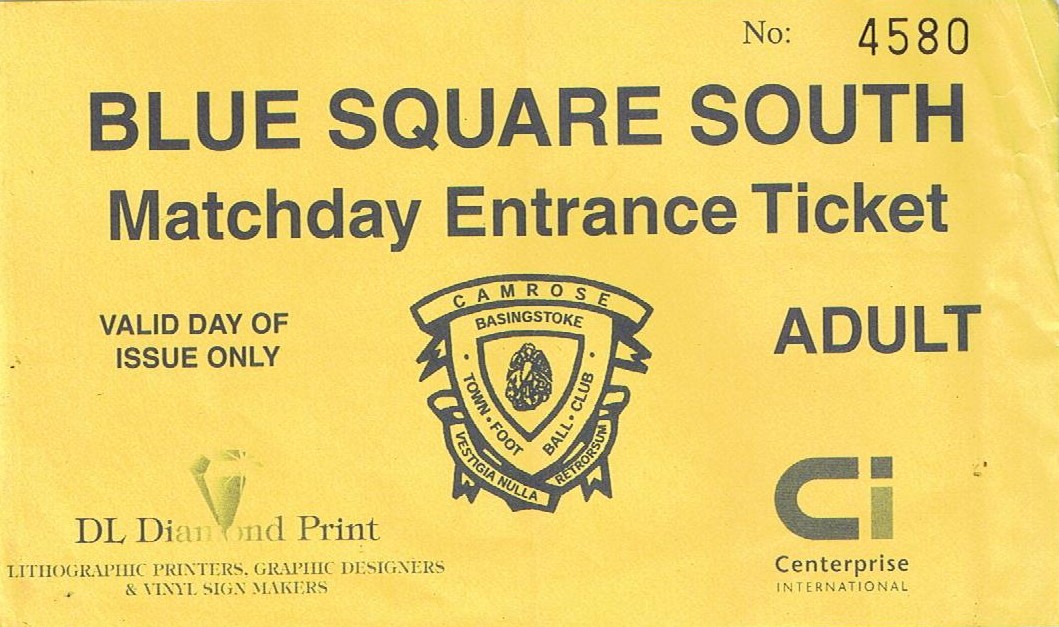 No: 4580
BLUE SQUARE SOUTH
Matchday Entrance Ticket
VALID DAY OF
ISSUE ONLY
CAMROSE
BASINGSTOKE
TOWN • FOOT BALL • CLUB
VESTIGIA NULLA RETRORSUM
ADULT
DL Diamond Print
LITHOGRAPHIC PRINTERS, GRAPHIC DESIGNERS
& VINYL SIGN MAKERS
Ci
Centerprise
INTERNATIONAL